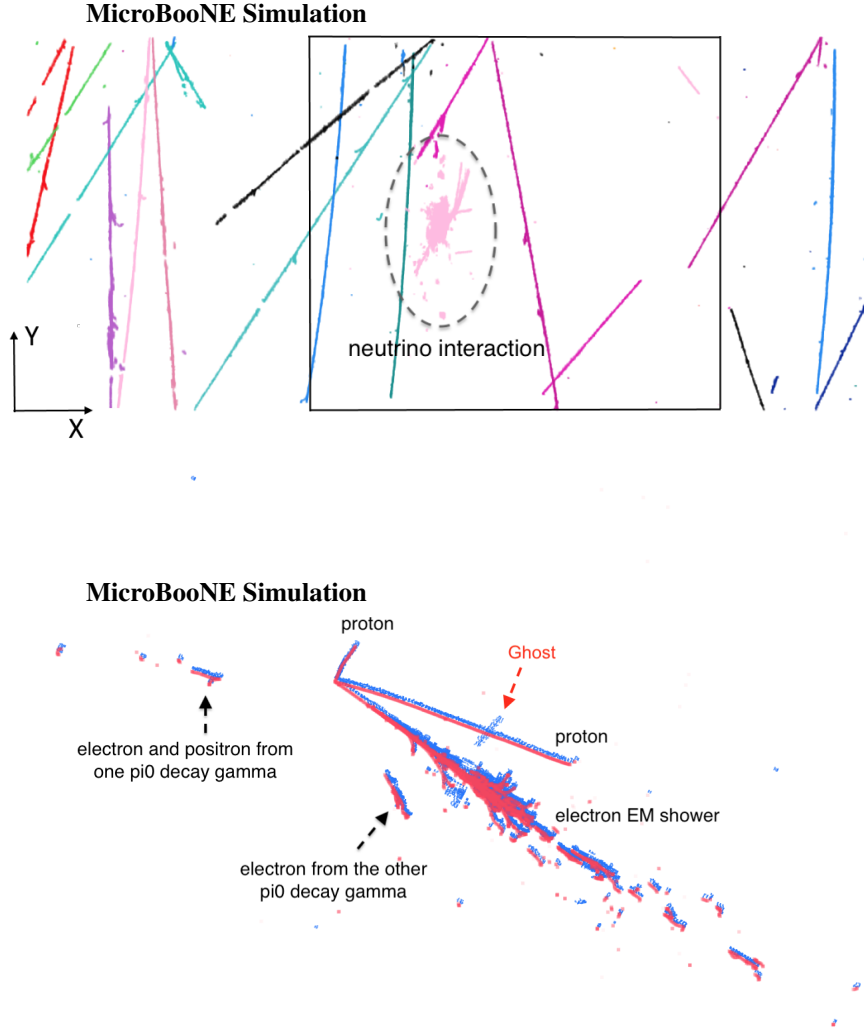 MicroBooNE Simulation
neutrino interaction
Y
X
MicroBooNE Simulation
proton
Ghost
proton
electron and positron from
one pi0 decay gamma
electron EM shower
electron from the other
pi0 decay gamma